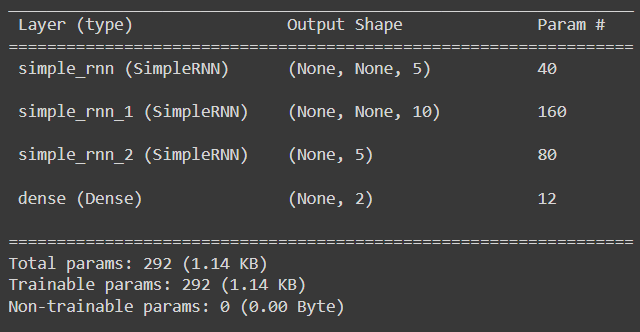 Layer (type) Output Shape Param #
=================================================================
simple_rnn (SimpleRNN) (None, None, 5) 40
simple_rnn_1 (SimpleRNN) (None, None, 10) 160
simple_rnn_2 (SimpleRNN) (None, 5) 80
dense (Dense) (None, 2) 12
=================================================================
Total params: 292 (1.14 KB)
Trainable params: 292 (1.14 KB)
Non-trainable params: 0 (0.00 Byte)